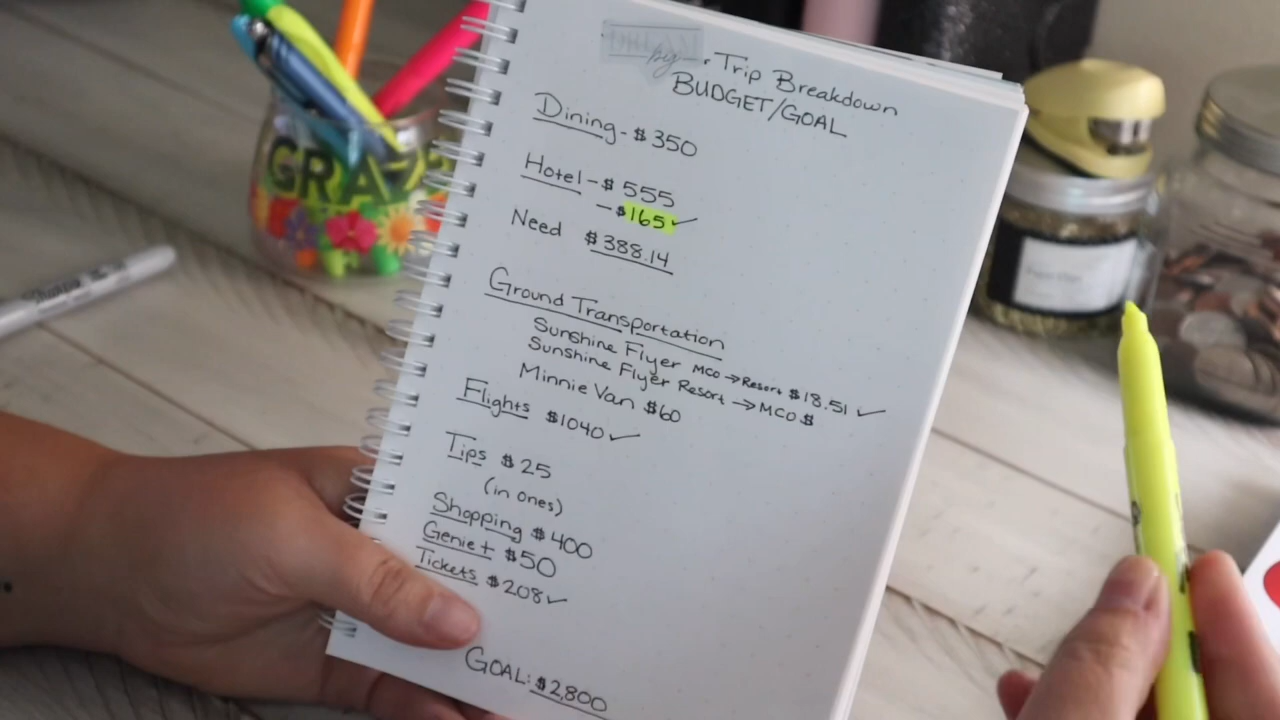 Trip Breakdown
BUDGET/GOAL
Dining - $350
Hotel - $555
- $165 ✓
Need $388.14
Ground Transportation
Sunshine Flyer MCO → Resort $18.51 ✓
Sunshine Flyer Resort → MCO $
Minnie Van $60
Flights $1040 ✓
Tips $25
(in ones)
Shopping $400
Genie+ $50
Tickets $208 ✓
GOAL: $2,800
Sharpie